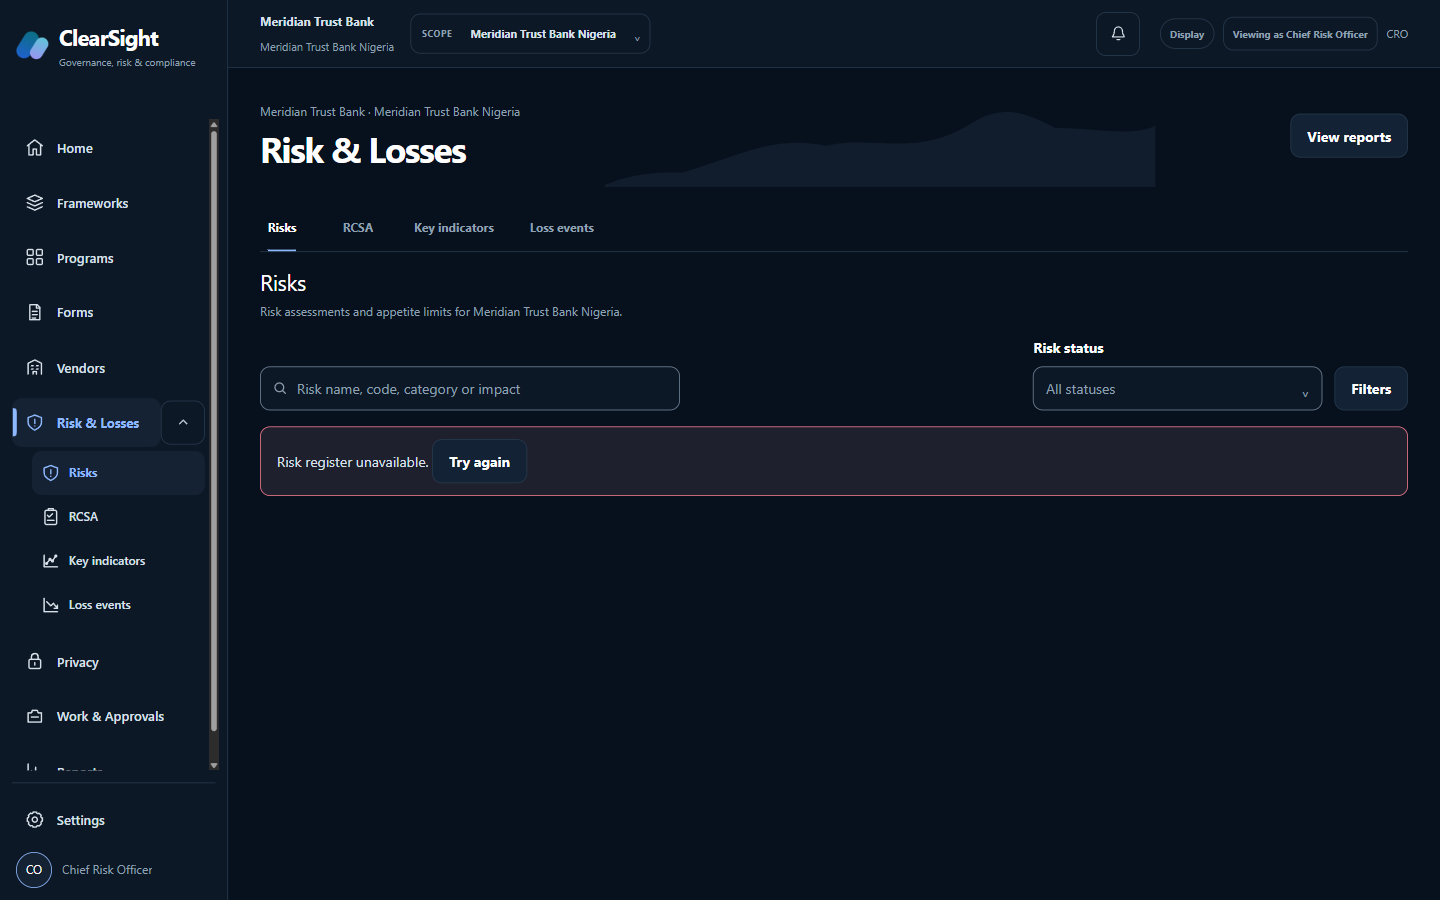 ClearSight
Governance, risk & compliance
Home
Frameworks
Programs
Forms
Vendors
Risk & Losses
Risks
RCSA
Key indicators
Loss events
Privacy
Work & Approvals
Settings
CO
Chief Risk Officer
Meridian Trust Bank
Meridian Trust Bank Nigeria
SCOPE Meridian Trust Bank Nigeria
Display
Viewing as Chief Risk Officer
CRO
Meridian Trust Bank · Meridian Trust Bank Nigeria
Risk & Losses
View reports
Risks RCSA Key indicators Loss events
Risks
Risk assessments and appetite limits for Meridian Trust Bank Nigeria.
Risk status
Risk name, code, category or impact
All statuses
Filters
Risk register unavailable. Try again